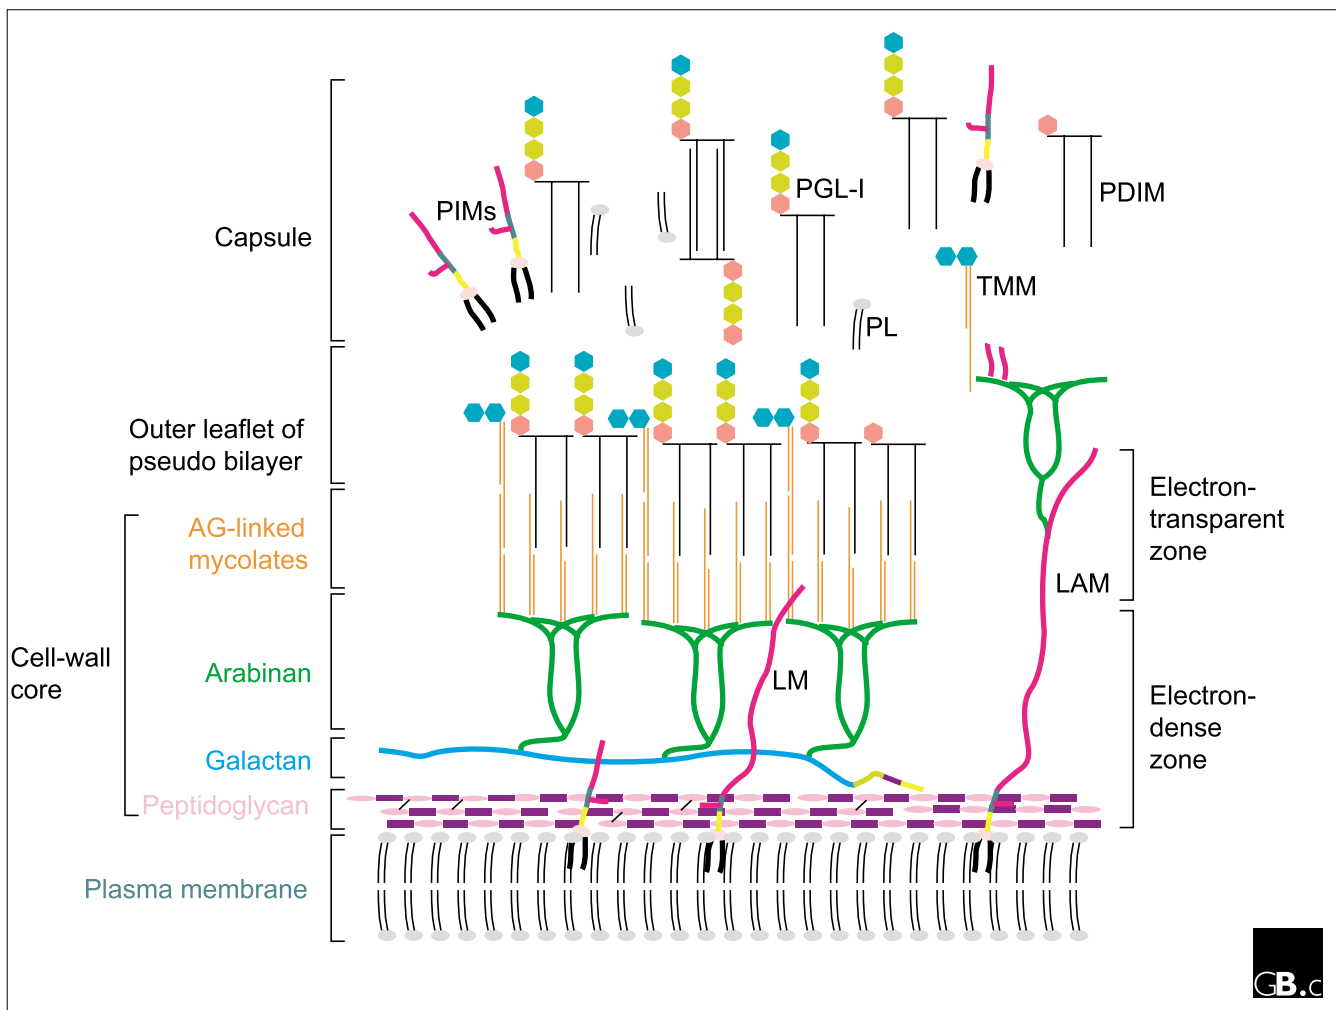 Capsule
PIMs
PGL-I
PDIM
TMM
PL
Outer leaflet of
pseudo bilayer
AG-linked
mycolates
Electron-
transparent
zone
LAM
Cell-wall
core
Arabinan
LM
Electron-
dense
zone
Galactan
Peptidoglycan
Plasma membrane
GB.c